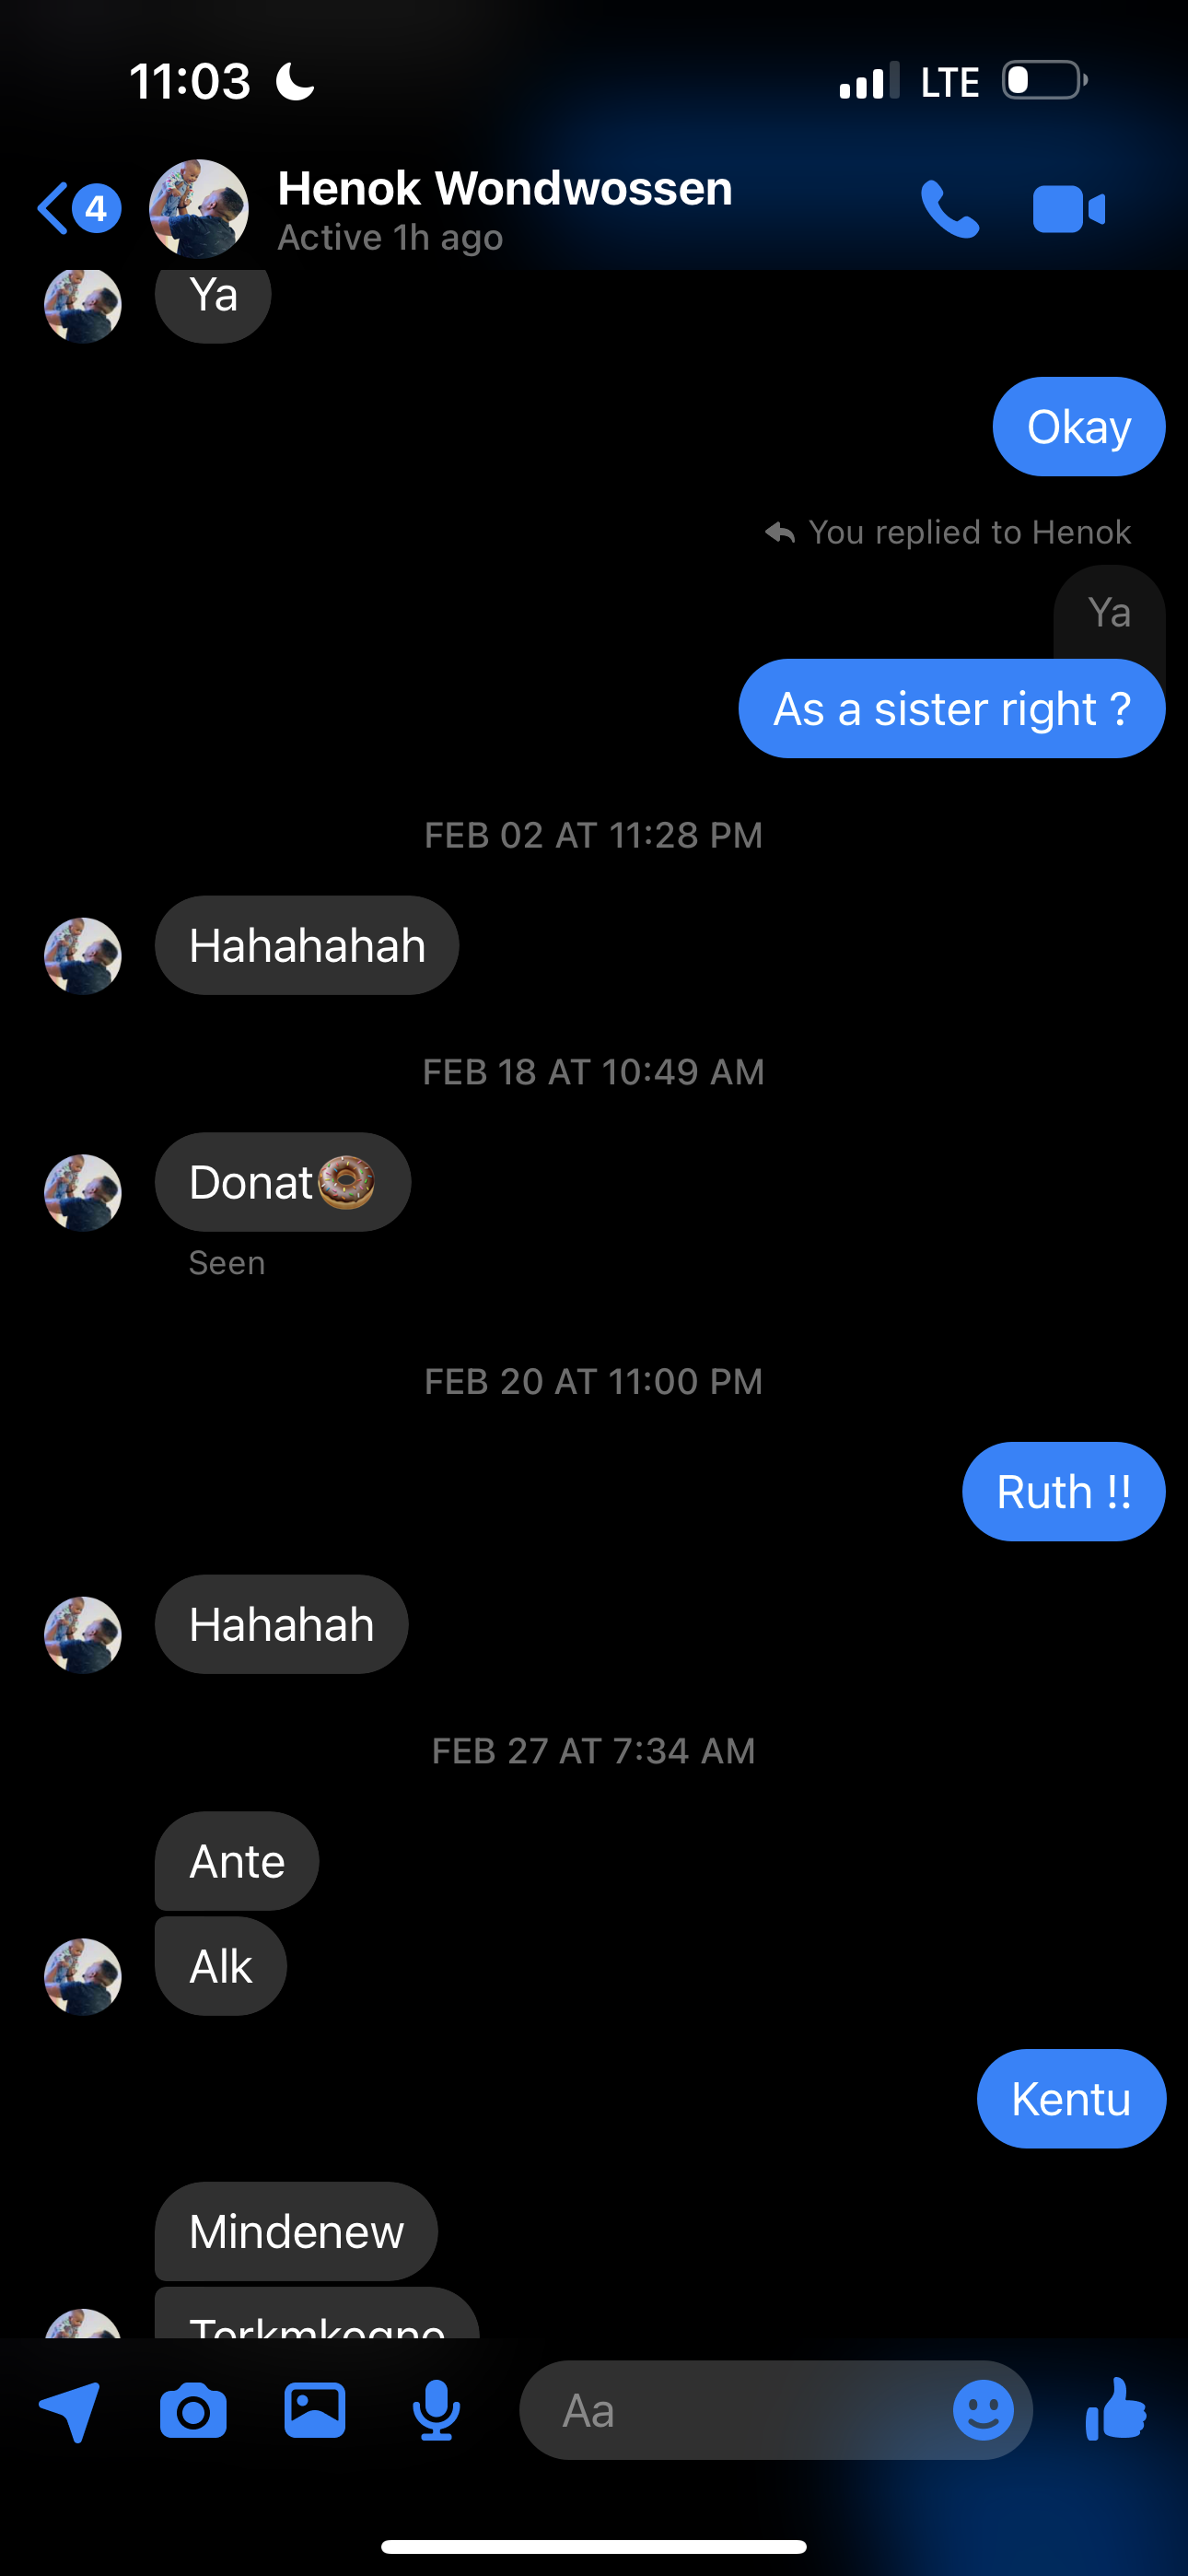 11:03
LTE
4
Henok Wondwossen
Active 1h ago
Ya
Okay
You replied to Henok
Ya
As a sister right ?
FEB 02 AT 11:28 PM
Hahahahah
FEB 18 AT 10:49 AM
Donat🍩
Seen
FEB 20 AT 11:00 PM
Ruth !!
Hahahah
FEB 27 AT 7:34 AM
Ante
Alk
Kentu
Mindenew
Aa